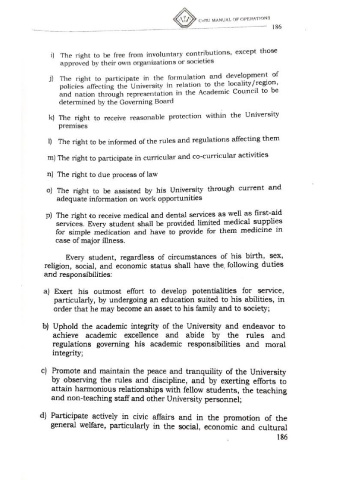 CvSU MANUAL OF OPERATIONS
186
i) The right to be free from involuntary contributions, except those
approved by their own organizations or societies
j) The right to participate in the formulation and development of
policies affecting the University in relation to the locality/region,
and nation through representation in the Academic Council to be
determined by the Governing Board
k) The right to receive reasonable protection within the University
premises
l) The right to be informed of the rules and regulations affecting them
m) The right to participate in curricular and co-curricular activities
n) The right to due process of law
o) The right to be assisted by his University through current and
adequate information on work opportunities
p) The right to receive medical and dental services as well as first-aid
services. Every student shall be provided limited medical supplies
for simple medication and have to provide for them medicine in
case of major illness.
Every student, regardless of circumstances of his birth, sex,
religion, social, and economic status shall have the following duties
and responsibilities:
a) Exert his outmost effort to develop potentialities for service,
particularly, by undergoing an education suited to his abilities, in
order that he may become an asset to his family and to society;
b) Uphold the academic integrity of the University and endeavor to
achieve academic excellence and abide by the rules and
regulations governing his academic responsibilities and moral
integrity;
c) Promote and maintain the peace and tranquility of the University
by observing the rules and discipline, and by exerting efforts to
attain harmonious relationships with fellow students, the teaching
and non-teaching staff and other University personnel;
d) Participate actively in civic affairs and in the promotion of the
general welfare, particularly in the social, economic and cultural
186